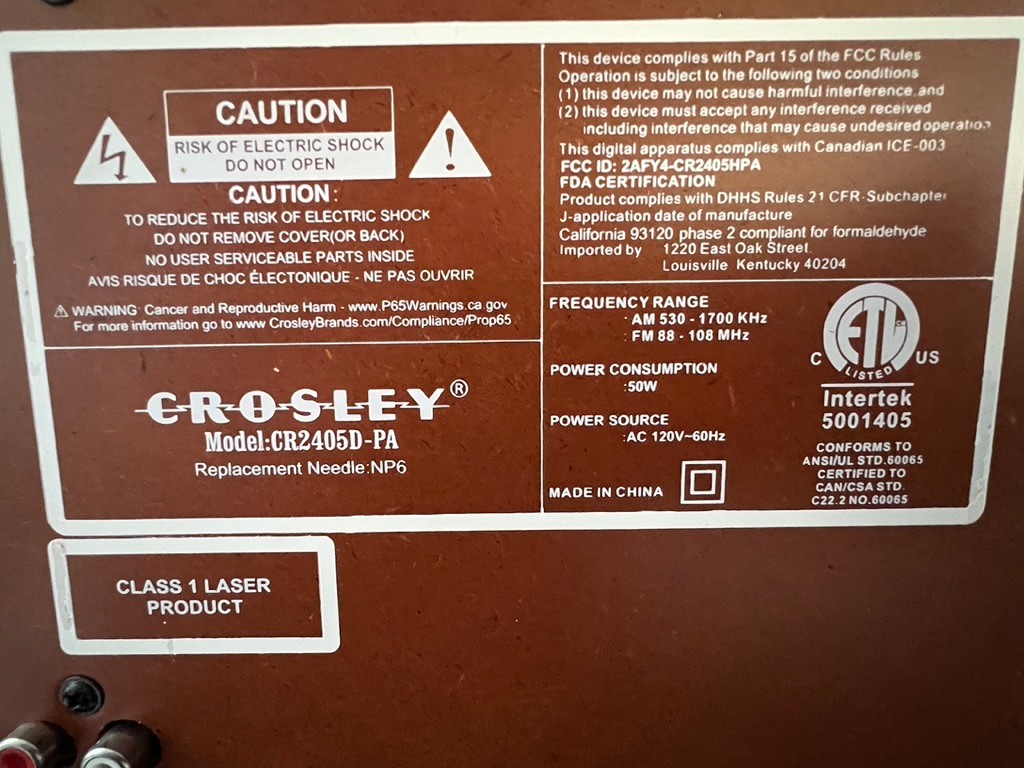 CAUTION
RISK OF ELECTRIC SHOCK
DO NOT OPEN
CAUTION:
TO REDUCE THE RISK OF ELECTRIC SHOCK
DO NOT REMOVE COVER(OR BACK)
NO USER SERVICEABLE PARTS INSIDE
AVIS RISQUE DE CHOC ÉLECTONIQUE - NE PAS OUVRIR
WARNING: Cancer and Reproductive Harm - www.P65Warnings.ca.gov
For more information go to www.CrosleyBrands.com/Compliance/Prop65
CROSLEY®
Model:CR2405D-PA
Replacement Needle:NP6
This device complies with Part 15 of the FCC Rules
Operation is subject to the following two conditions
(1) this device may not cause harmful interference,and
(2) this device must accept any interference received
including interference that may cause undesired operation
This digital apparatus complies with Canadian ICE-003
FCC ID: 2AFY4-CR2405HPA
FDA CERTIFICATION
Product complies with DHHS Rules 21 CFR-Subchapter
J-application date of manufacture
California 93120 phase 2 compliant for formaldehyde
Imported by 1220 East Oak Street.
Louisville Kentucky 40204
FREQUENCY RANGE
: AM 530 - 1700 KHz
: FM 88 - 108 MHz
POWER CONSUMPTION
:50W
POWER SOURCE
:AC 120V~60Hz
MADE IN CHINA
ETL
C US
LISTED
Intertek
5001405
CONFORMS TO
ANSI/UL STD.60065
CERTIFIED TO
CAN/CSA STD.
C22.2 NO.60065
CLASS 1 LASER
PRODUCT